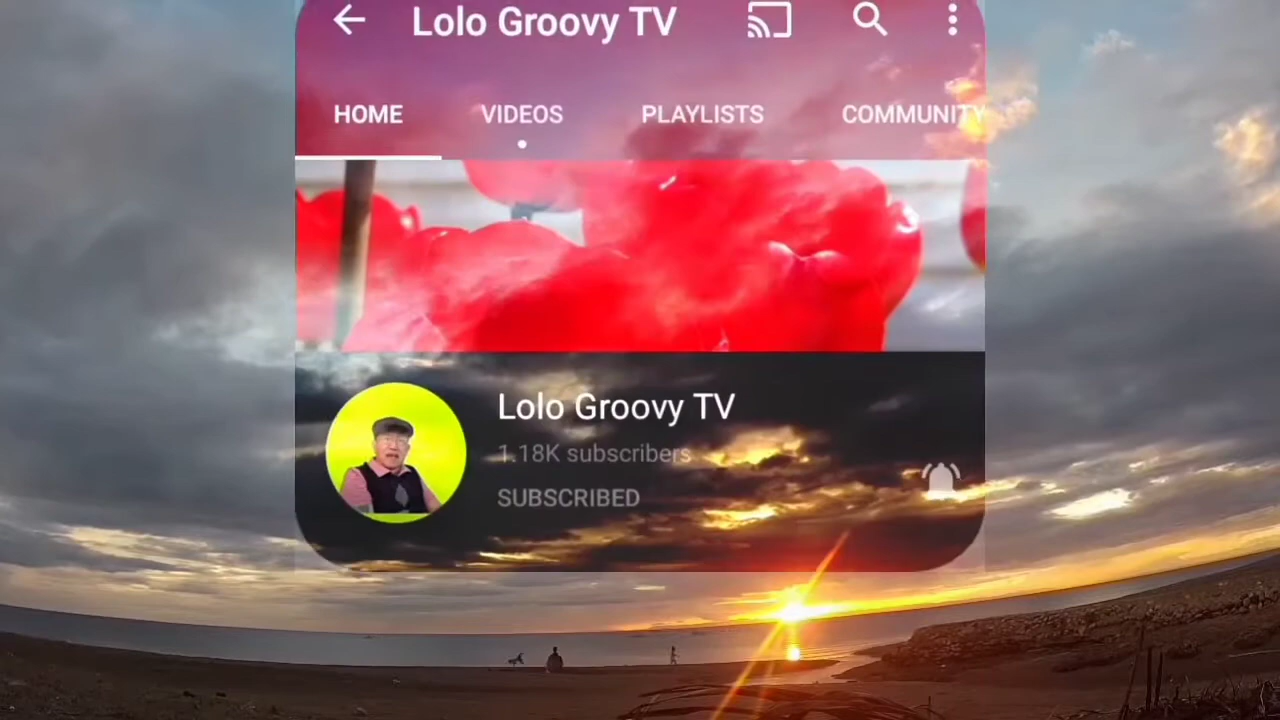 Lolo Groovy TV
HOME VIDEOS PLAYLISTS COMMUNITY
Lolo Groovy TV
1.18K subscribers
SUBSCRIBED